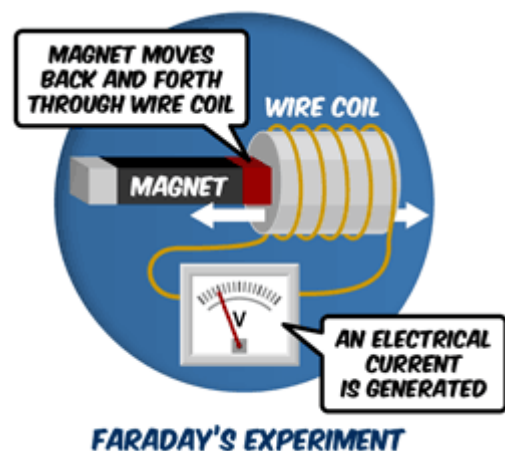 MAGNET MOVES
BACK AND FORTH
THROUGH WIRE COIL
WIRE COIL
MAGNET
V
AN ELECTRICAL
CURRENT
IS GENERATED
FARADAY'S EXPERIMENT